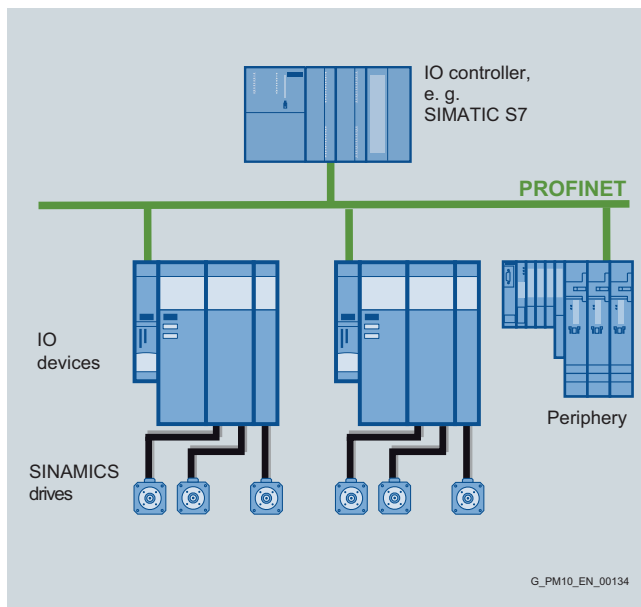 IO controller,
e. g.
SIMATIC S7
PROFINET
IO
devices
Periphery
SINAMICS
drives
G_PM10_EN_00134